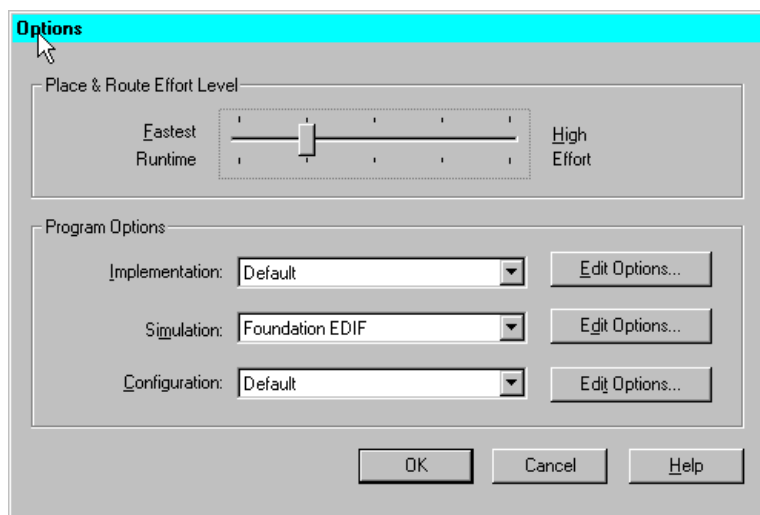 Options
Place & Route Effort Level
Fastest
Runtime
High
Effort
Program Options
Implementation: Default Edit Options...
Simulation: Foundation EDIF Edit Options...
Configuration: Default Edit Options...
OK Cancel Help